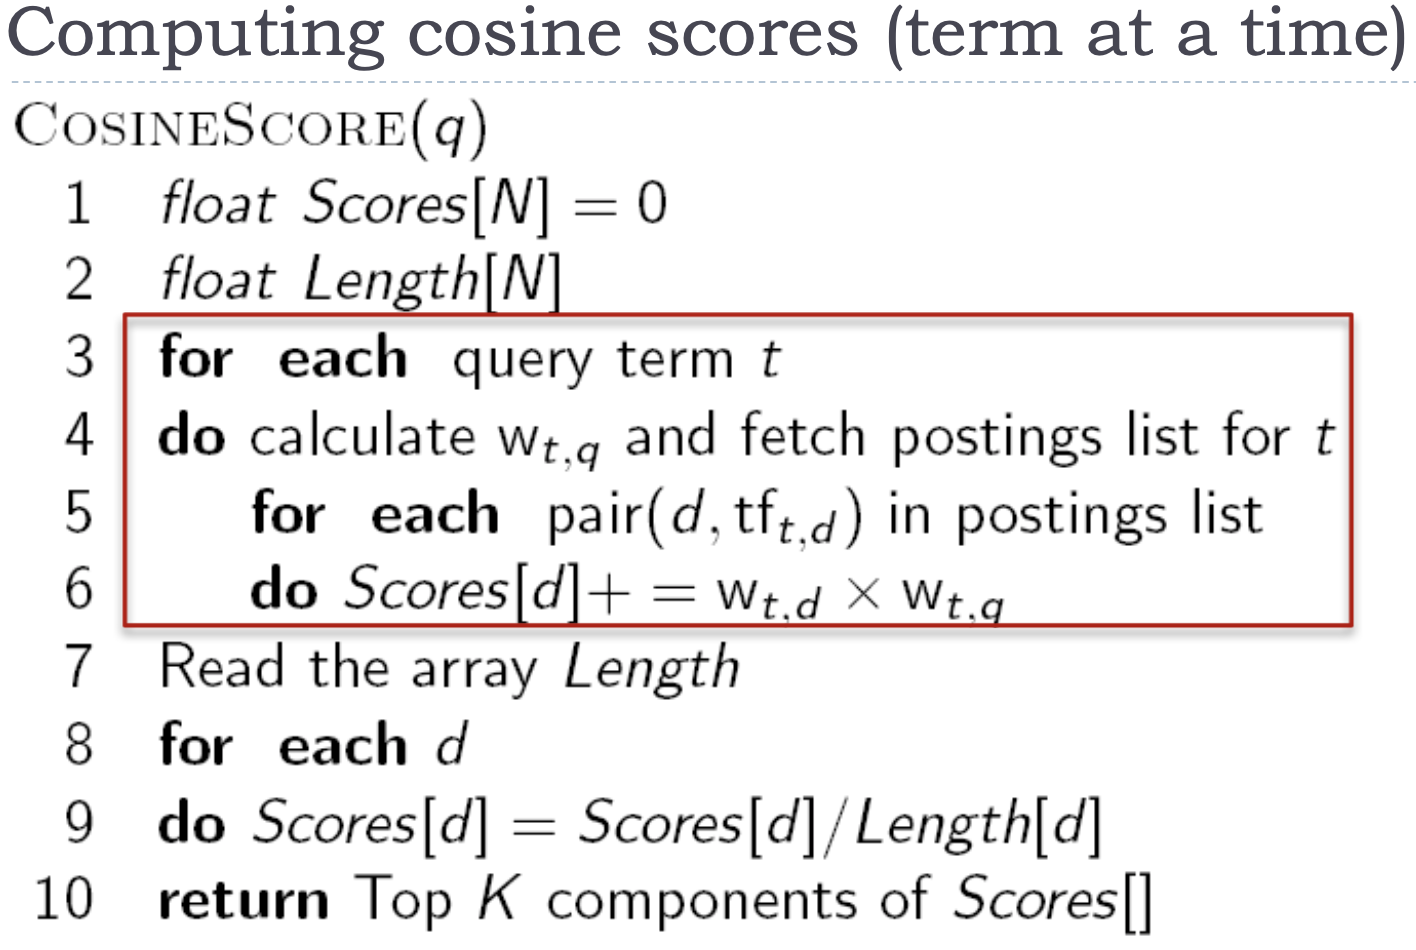 Computing cosine scores (term at a time)
COSINESCORE(q)
1 float Scores[N] = 0
2 float Length[N]
3 for each query term t
4 do calculate w_{t,q} and fetch postings list for t
5 for each pair(d, tf_{t,d}) in postings list
6 do Scores[d]+ = w_{t,d} × w_{t,q}
7 Read the array Length
8 for each d
9 do Scores[d] = Scores[d]/Length[d]
10 return Top K components of Scores[]